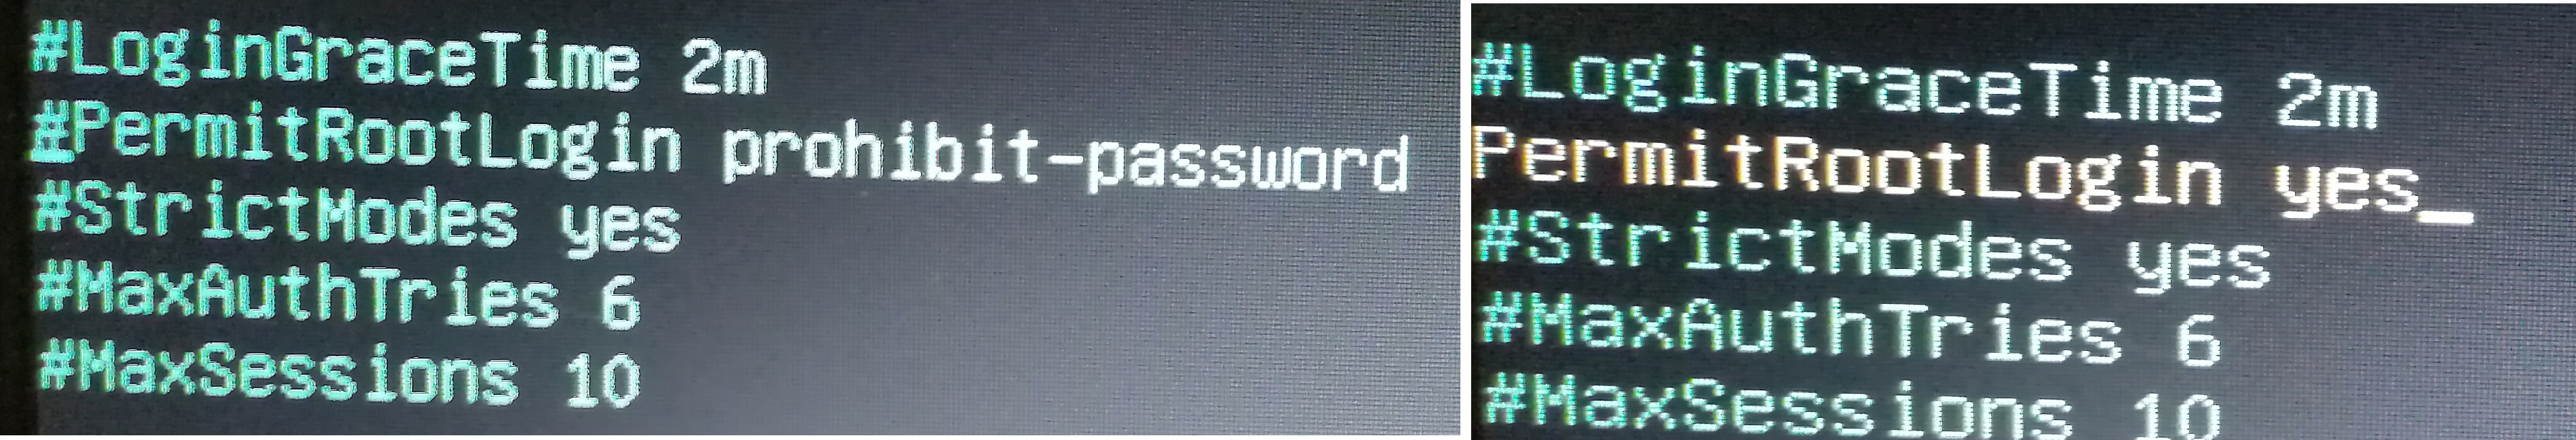 #LoginGraceTime 2m
#PermitRootLogin prohibit-password
#StrictModes yes
#MaxAuthTries 6
#MaxSessions 10
#LoginGraceTime 2m
PermitRootLogin yes_
#StrictModes yes
#MaxAuthTries 6
#MaxSessions 10